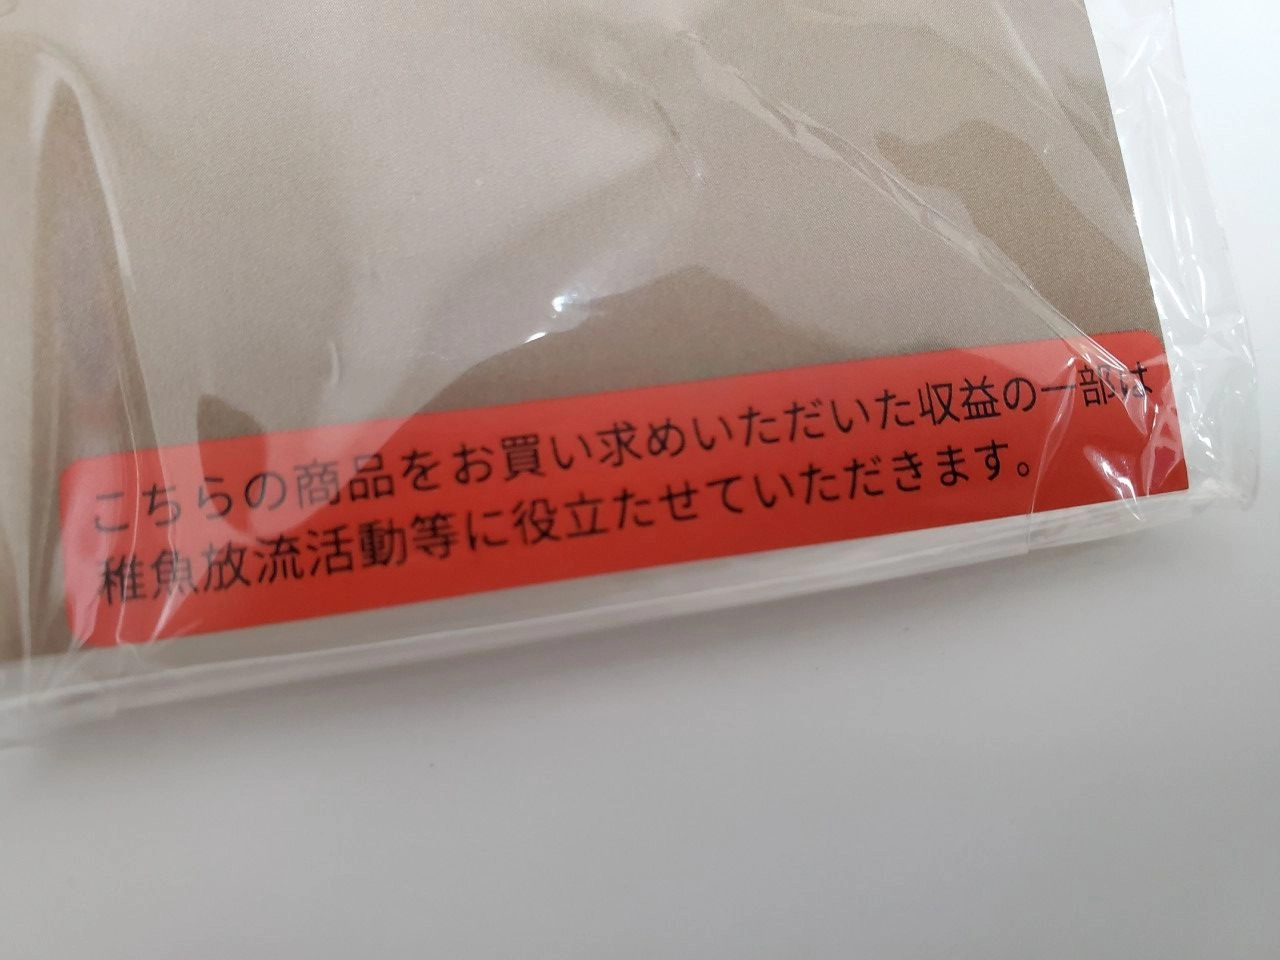 こちらの商品をお買い求めいただいた収益の一部は
稚魚放流活動等に役立たせていただきます。